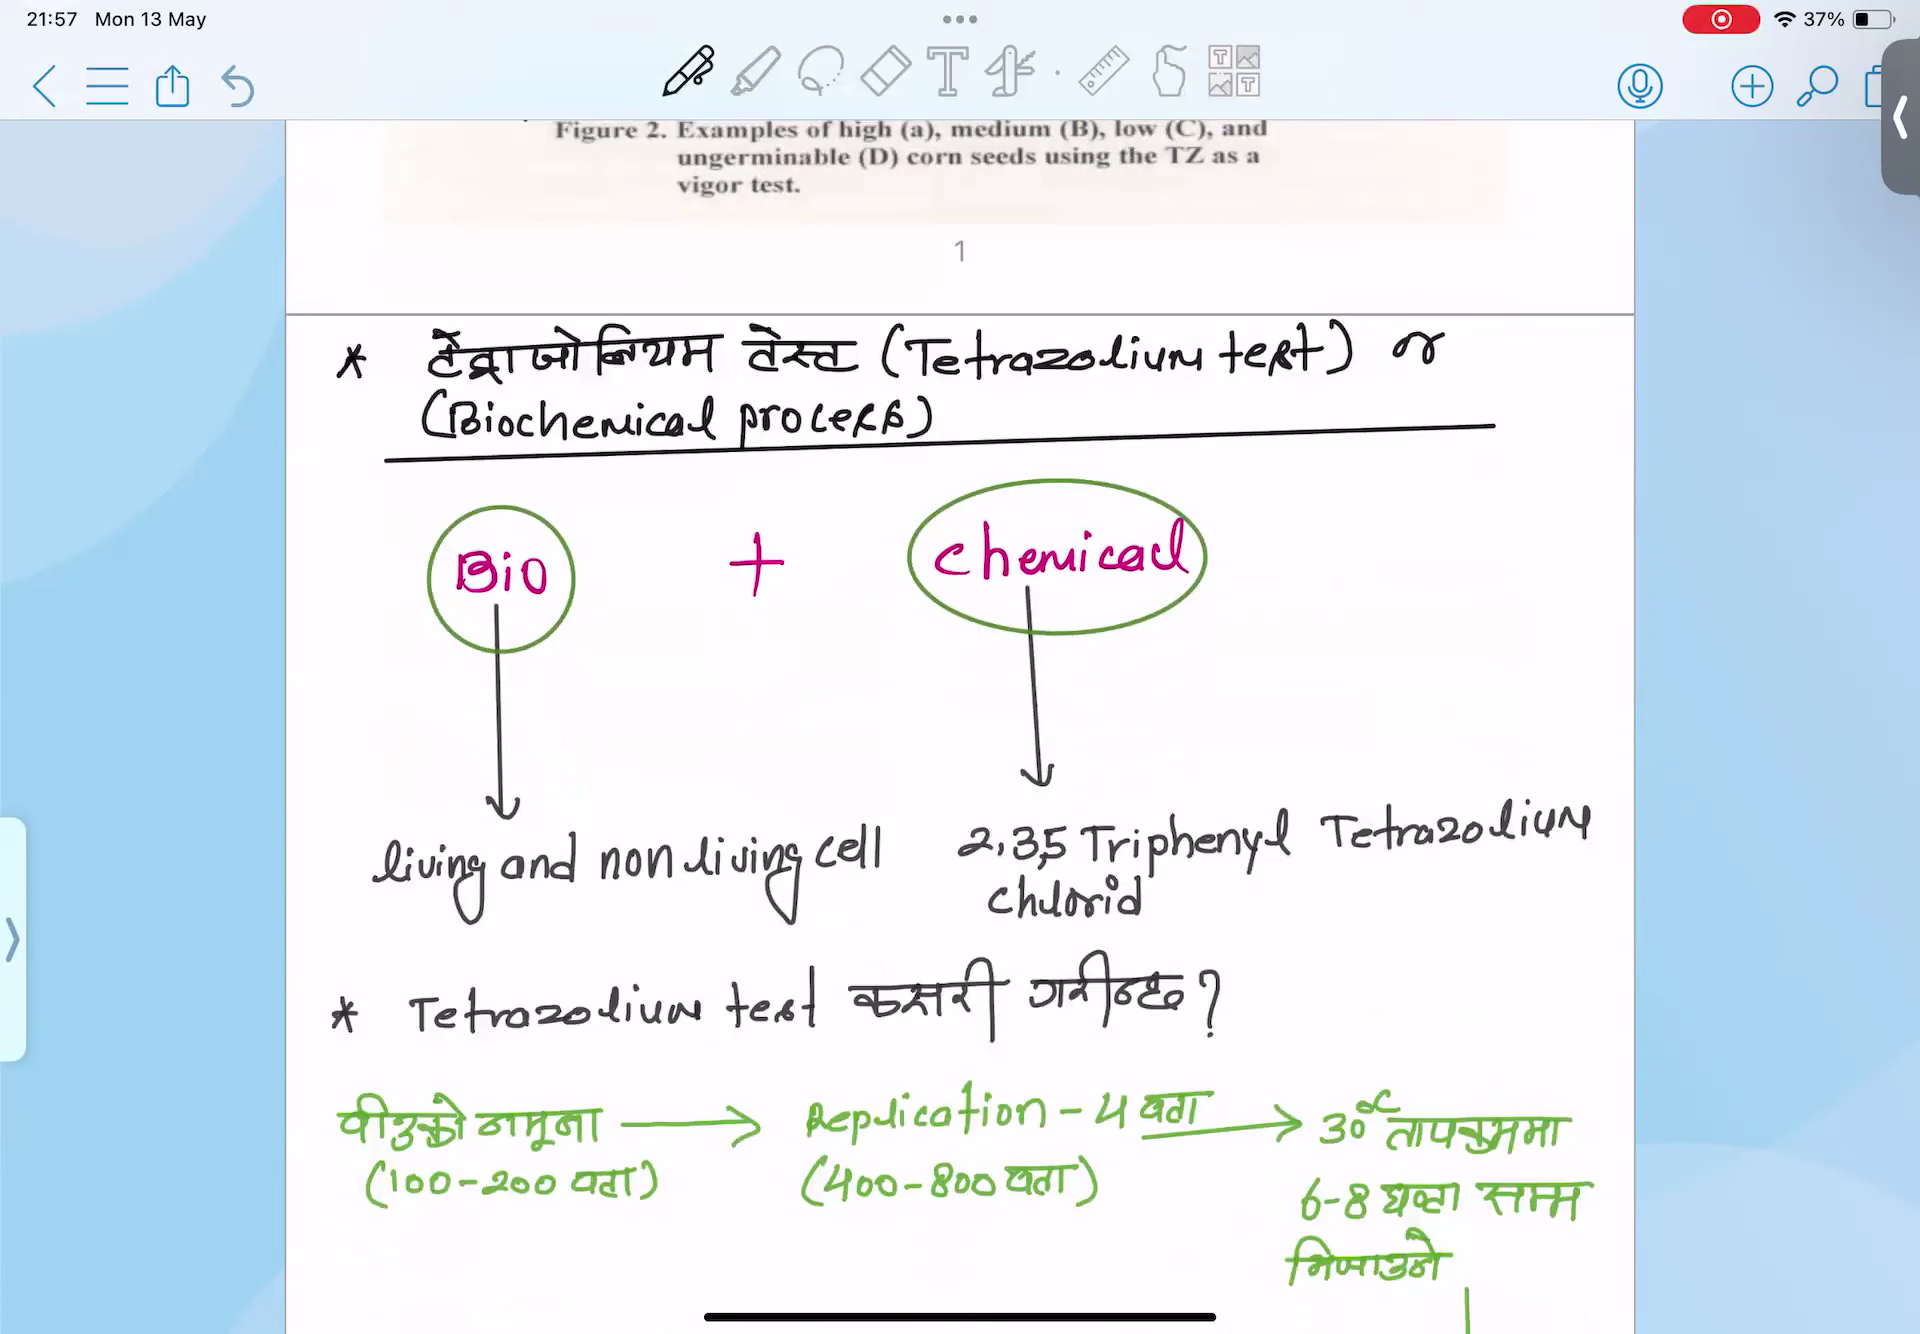 21:57 Mon 13 May
37%
Figure 2. Examples of high (a), medium (B), low (C), and
ungerminable (D) corn seeds using the TZ as a
vigor test.
1
* टेट्राजोलियम टेस्ट (Tetrazolium test) or
(Biochemical process)
Bio + Chemical
living and non living cell
2,3,5 Triphenyl Tetrazolium
chlorid
* Tetrazolium test कसरी गरीन्छ?
बीउको नमूना → Replication - 4 वटा → 30°c तापक्रममा
(100-200 वटा) (400-800 वटा)
6-8 घण्टा सम्म
भिजाउने